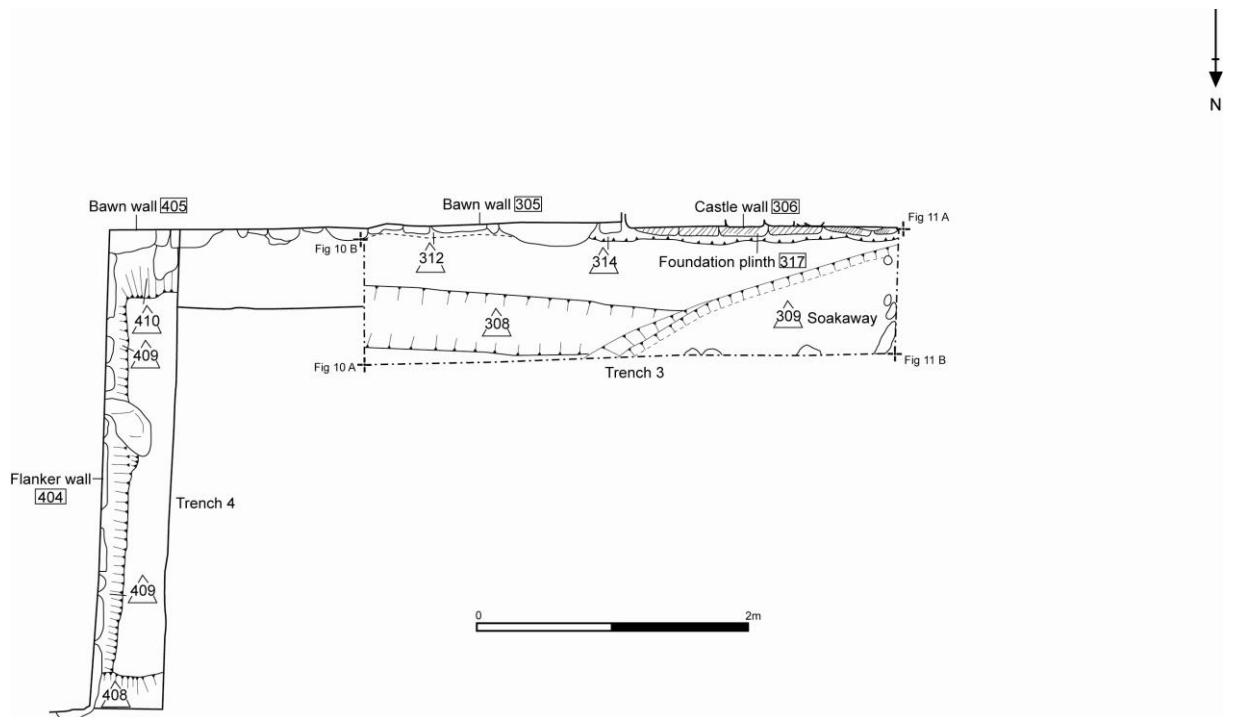 N
Bawn wall 405
Bawn wall 305
Castle wall 306
Fig 11 A
Fig 10 B
312
314
Foundation plinth 317
410
409
308
309 Soakaway
Fig 10 A
Trench 3
Fig 11 B
Flanker wall
404
Trench 4
409
0 2m
408